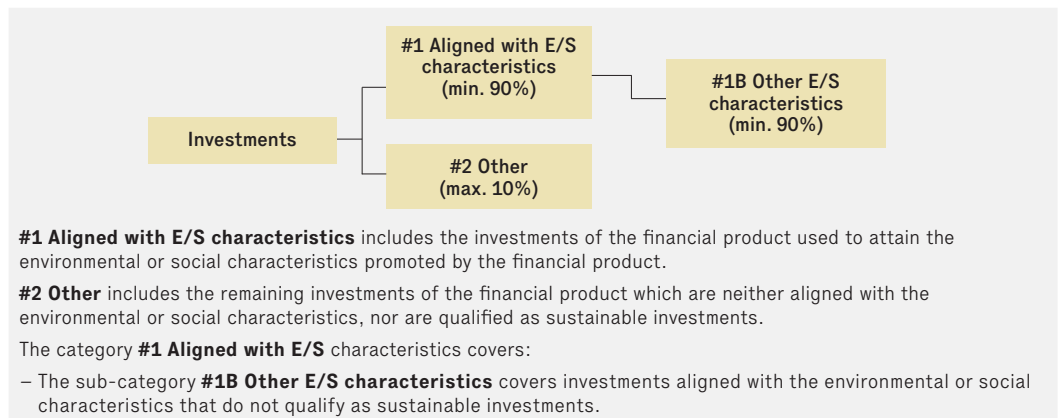 #1 Aligned with E/S
characteristics
(min. 90%)
#1B Other E/S
characteristics
(min. 90%)
Investments
#2 Other
(max. 10%)
#1 Aligned with E/S characteristics includes the investments of the financial product used to attain the
environmental or social characteristics promoted by the financial product.
#2 Other includes the remaining investments of the financial product which are neither aligned with the
environmental or social characteristics, nor are qualified as sustainable investments.
The category #1 Aligned with E/S characteristics covers:
– The sub-category #1B Other E/S characteristics covers investments aligned with the environmental or social
characteristics that do not qualify as sustainable investments.